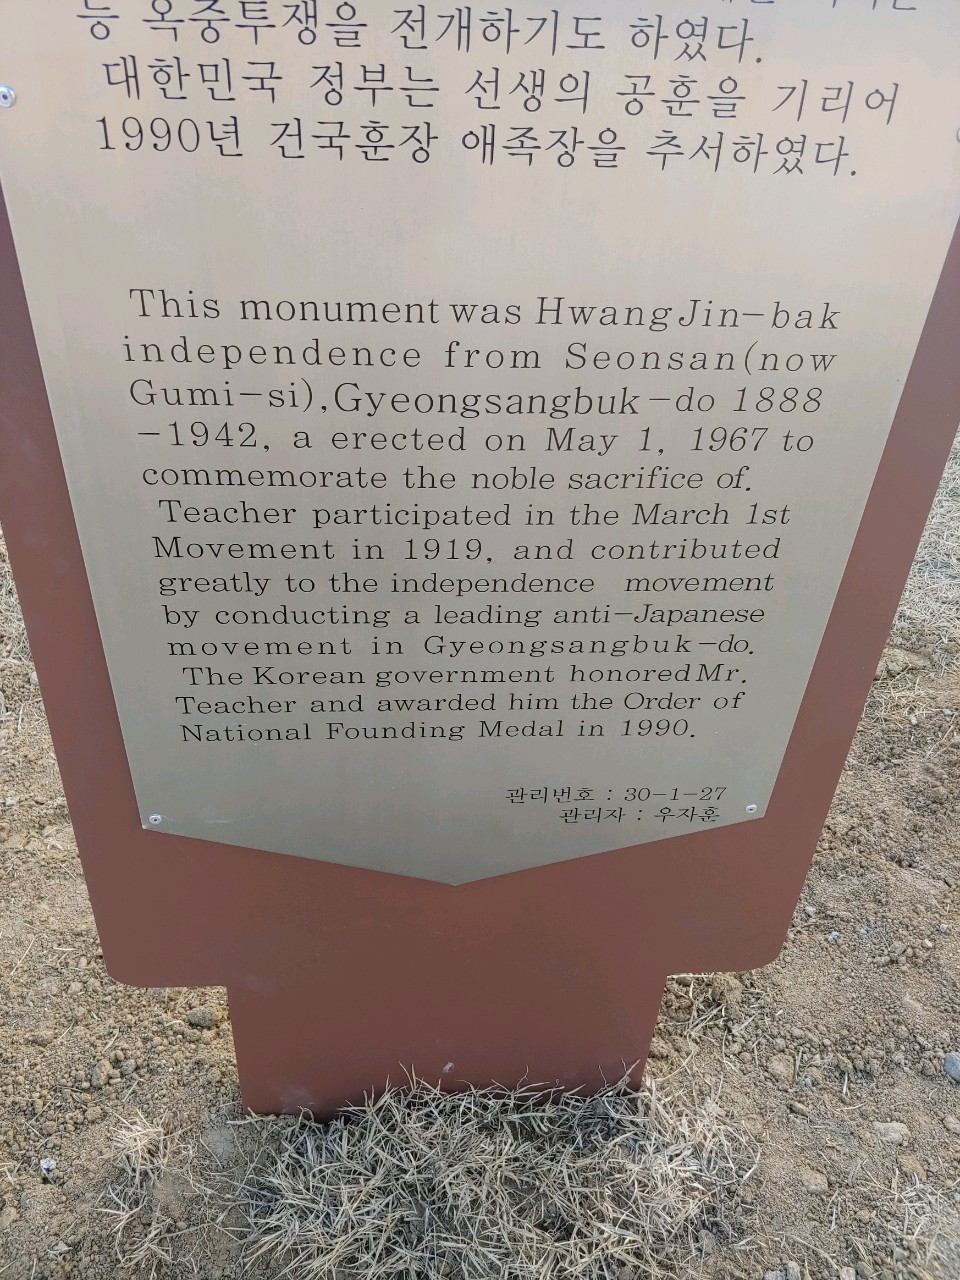 등 옥중투쟁을 전개하기도 하였다.
대한민국 정부는 선생의 공훈을 기리어
1990년 건국훈장 애족장을 추서하였다.
This monument was Hwang Jin-bak
independence from Seonsan(now
Gumi-si),Gyeongsangbuk-do 1888
-1942, a erected on May 1, 1967 to
commemorate the noble sacrifice of.
Teacher participated in the March 1st
Movement in 1919, and contributed
greatly to the independence movement
by conducting a leading anti-Japanese
movement in Gyeongsangbuk-do.
The Korean government honored Mr.
Teacher and awarded him the Order of
National Founding Medal in 1990.
관리번호 : 30-1-27
관리자 : 우자훈